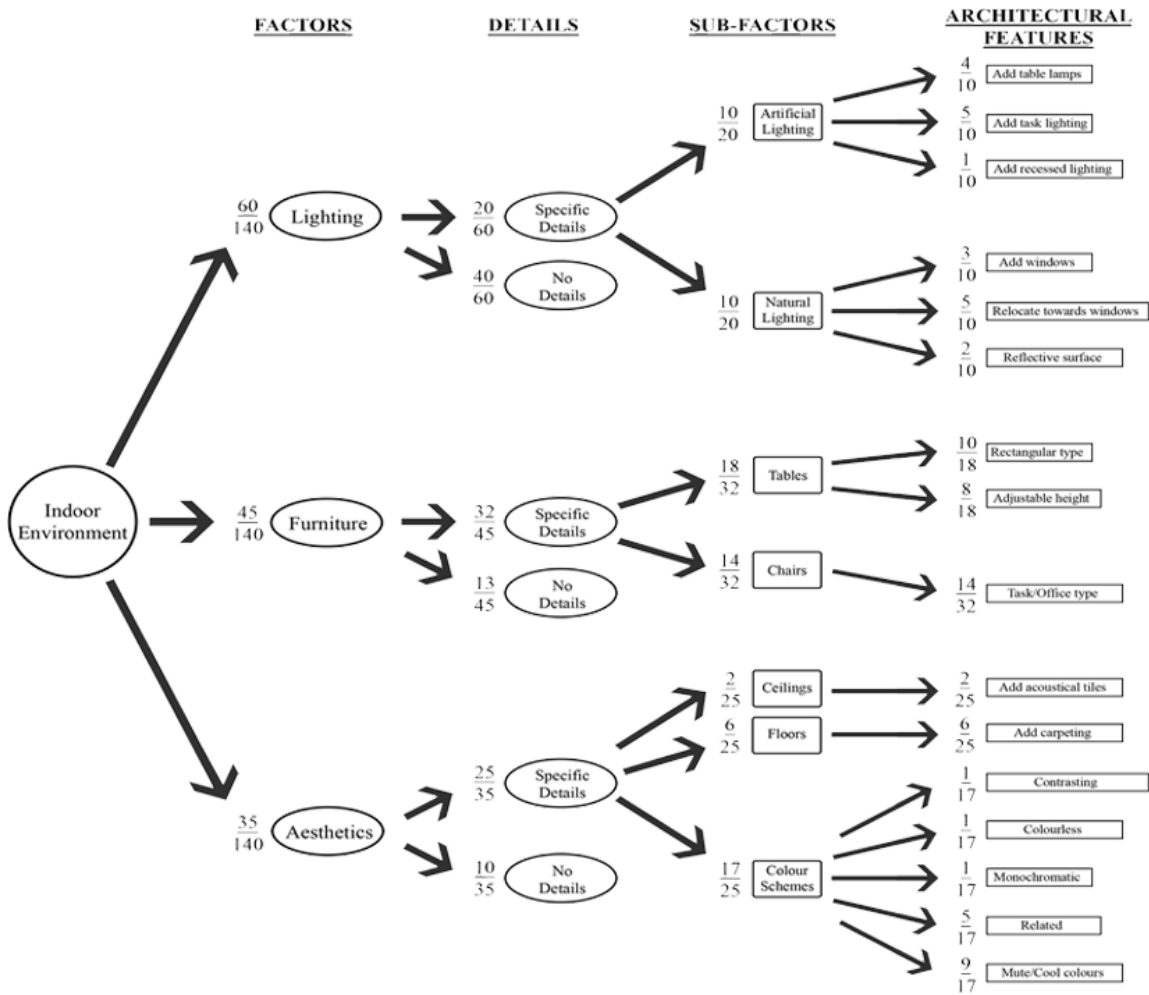 FACTORS
DETAILS
SUB-FACTORS
ARCHITECTURAL
FEATURES
Indoor
Environment
60
140
Lighting
20
60
Specific
Details
40
60
No
Details
10
20
Artificial
Lighting
4
10
Add table lamps
5
10
Add task lighting
1
10
Add recessed lighting
10
20
Natural
Lighting
3
10
Add windows
5
10
Relocate towards windows
2
10
Reflective surface
45
140
Furniture
32
45
Specific
Details
13
45
No
Details
18
32
Tables
10
18
Rectangular type
8
18
Adjustable height
14
32
Chairs
14
32
Task/Office type
35
140
Aesthetics
25
35
Specific
Details
10
35
No
Details
2
25
Ceilings
2
25
Add acoustical tiles
6
25
Floors
6
25
Add carpeting
17
25
Colour
Schemes
1
17
Contrasting
1
17
Colourless
1
17
Monochromatic
5
17
Related
9
17
Mute/Cool colours